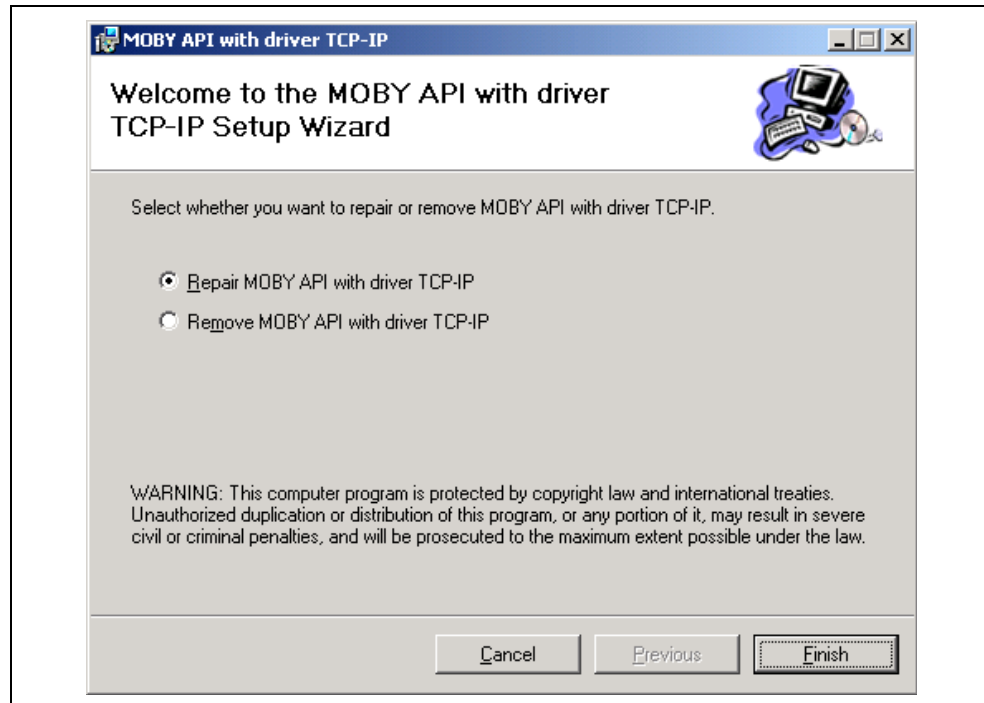 MOBY API with driver TCP-IP
Welcome to the MOBY API with driver
TCP-IP Setup Wizard
Select whether you want to repair or remove MOBY API with driver TCP-IP.
Repair MOBY API with driver TCP-IP
Remove MOBY API with driver TCP-IP
WARNING: This computer program is protected by copyright law and international treaties.
Unauthorized duplication or distribution of this program, or any portion of it, may result in severe
civil or criminal penalties, and will be prosecuted to the maximum extent possible under the law.
Cancel
Previous
Finish